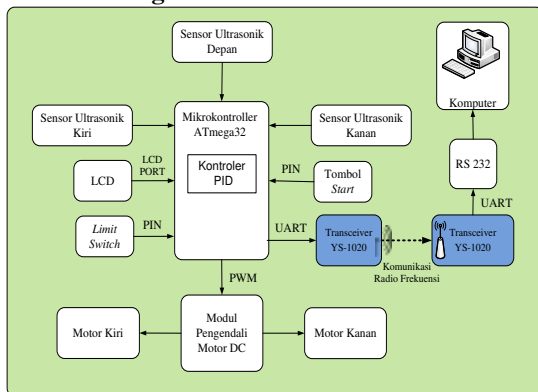 Sensor Ultrasonik
Depan
Komputer
Sensor Ultrasonik
Kiri
Mikrokontroller
ATmega32
Kontroler
PID
Sensor Ultrasonik
Kanan
RS 232
LCD
LCD
PORT
PIN
Tombol
Start
UART
Limit
Switch
PIN
UART
Transceiver
YS-1020
Transceiver
YS-1020
Komunikasi
Radio Frekuensi
PWM
Motor Kiri
Modul
Pengendali
Motor DC
Motor Kanan